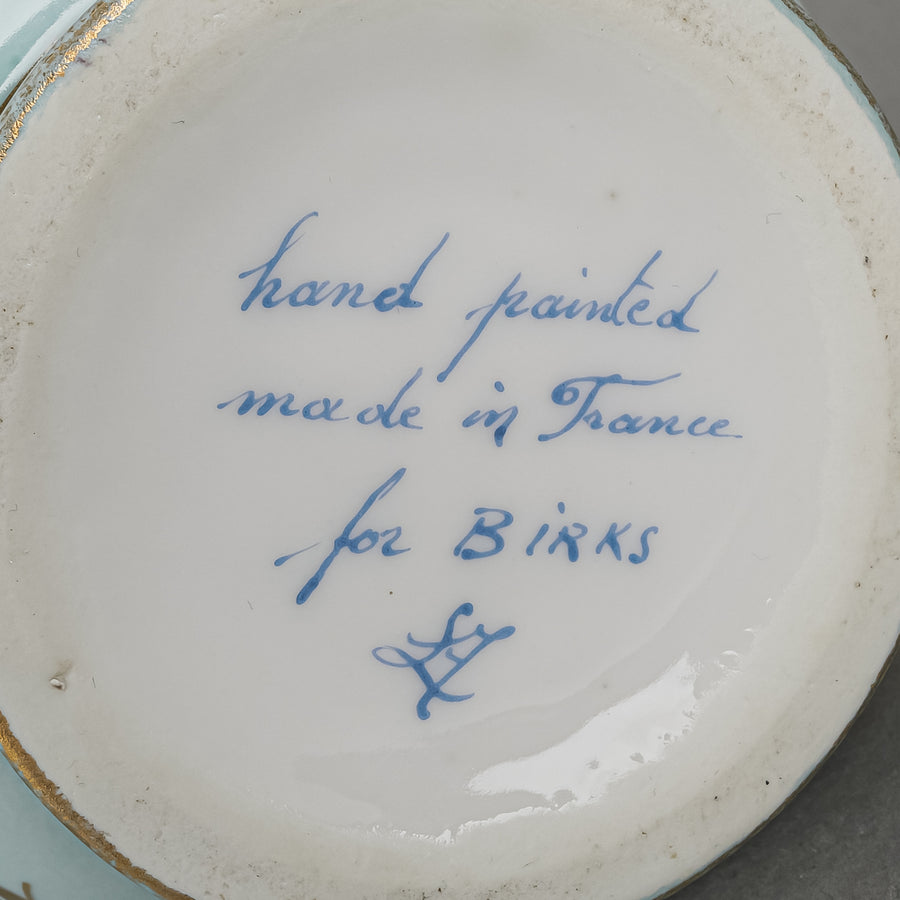 hand painted
made in France
for BiRKS